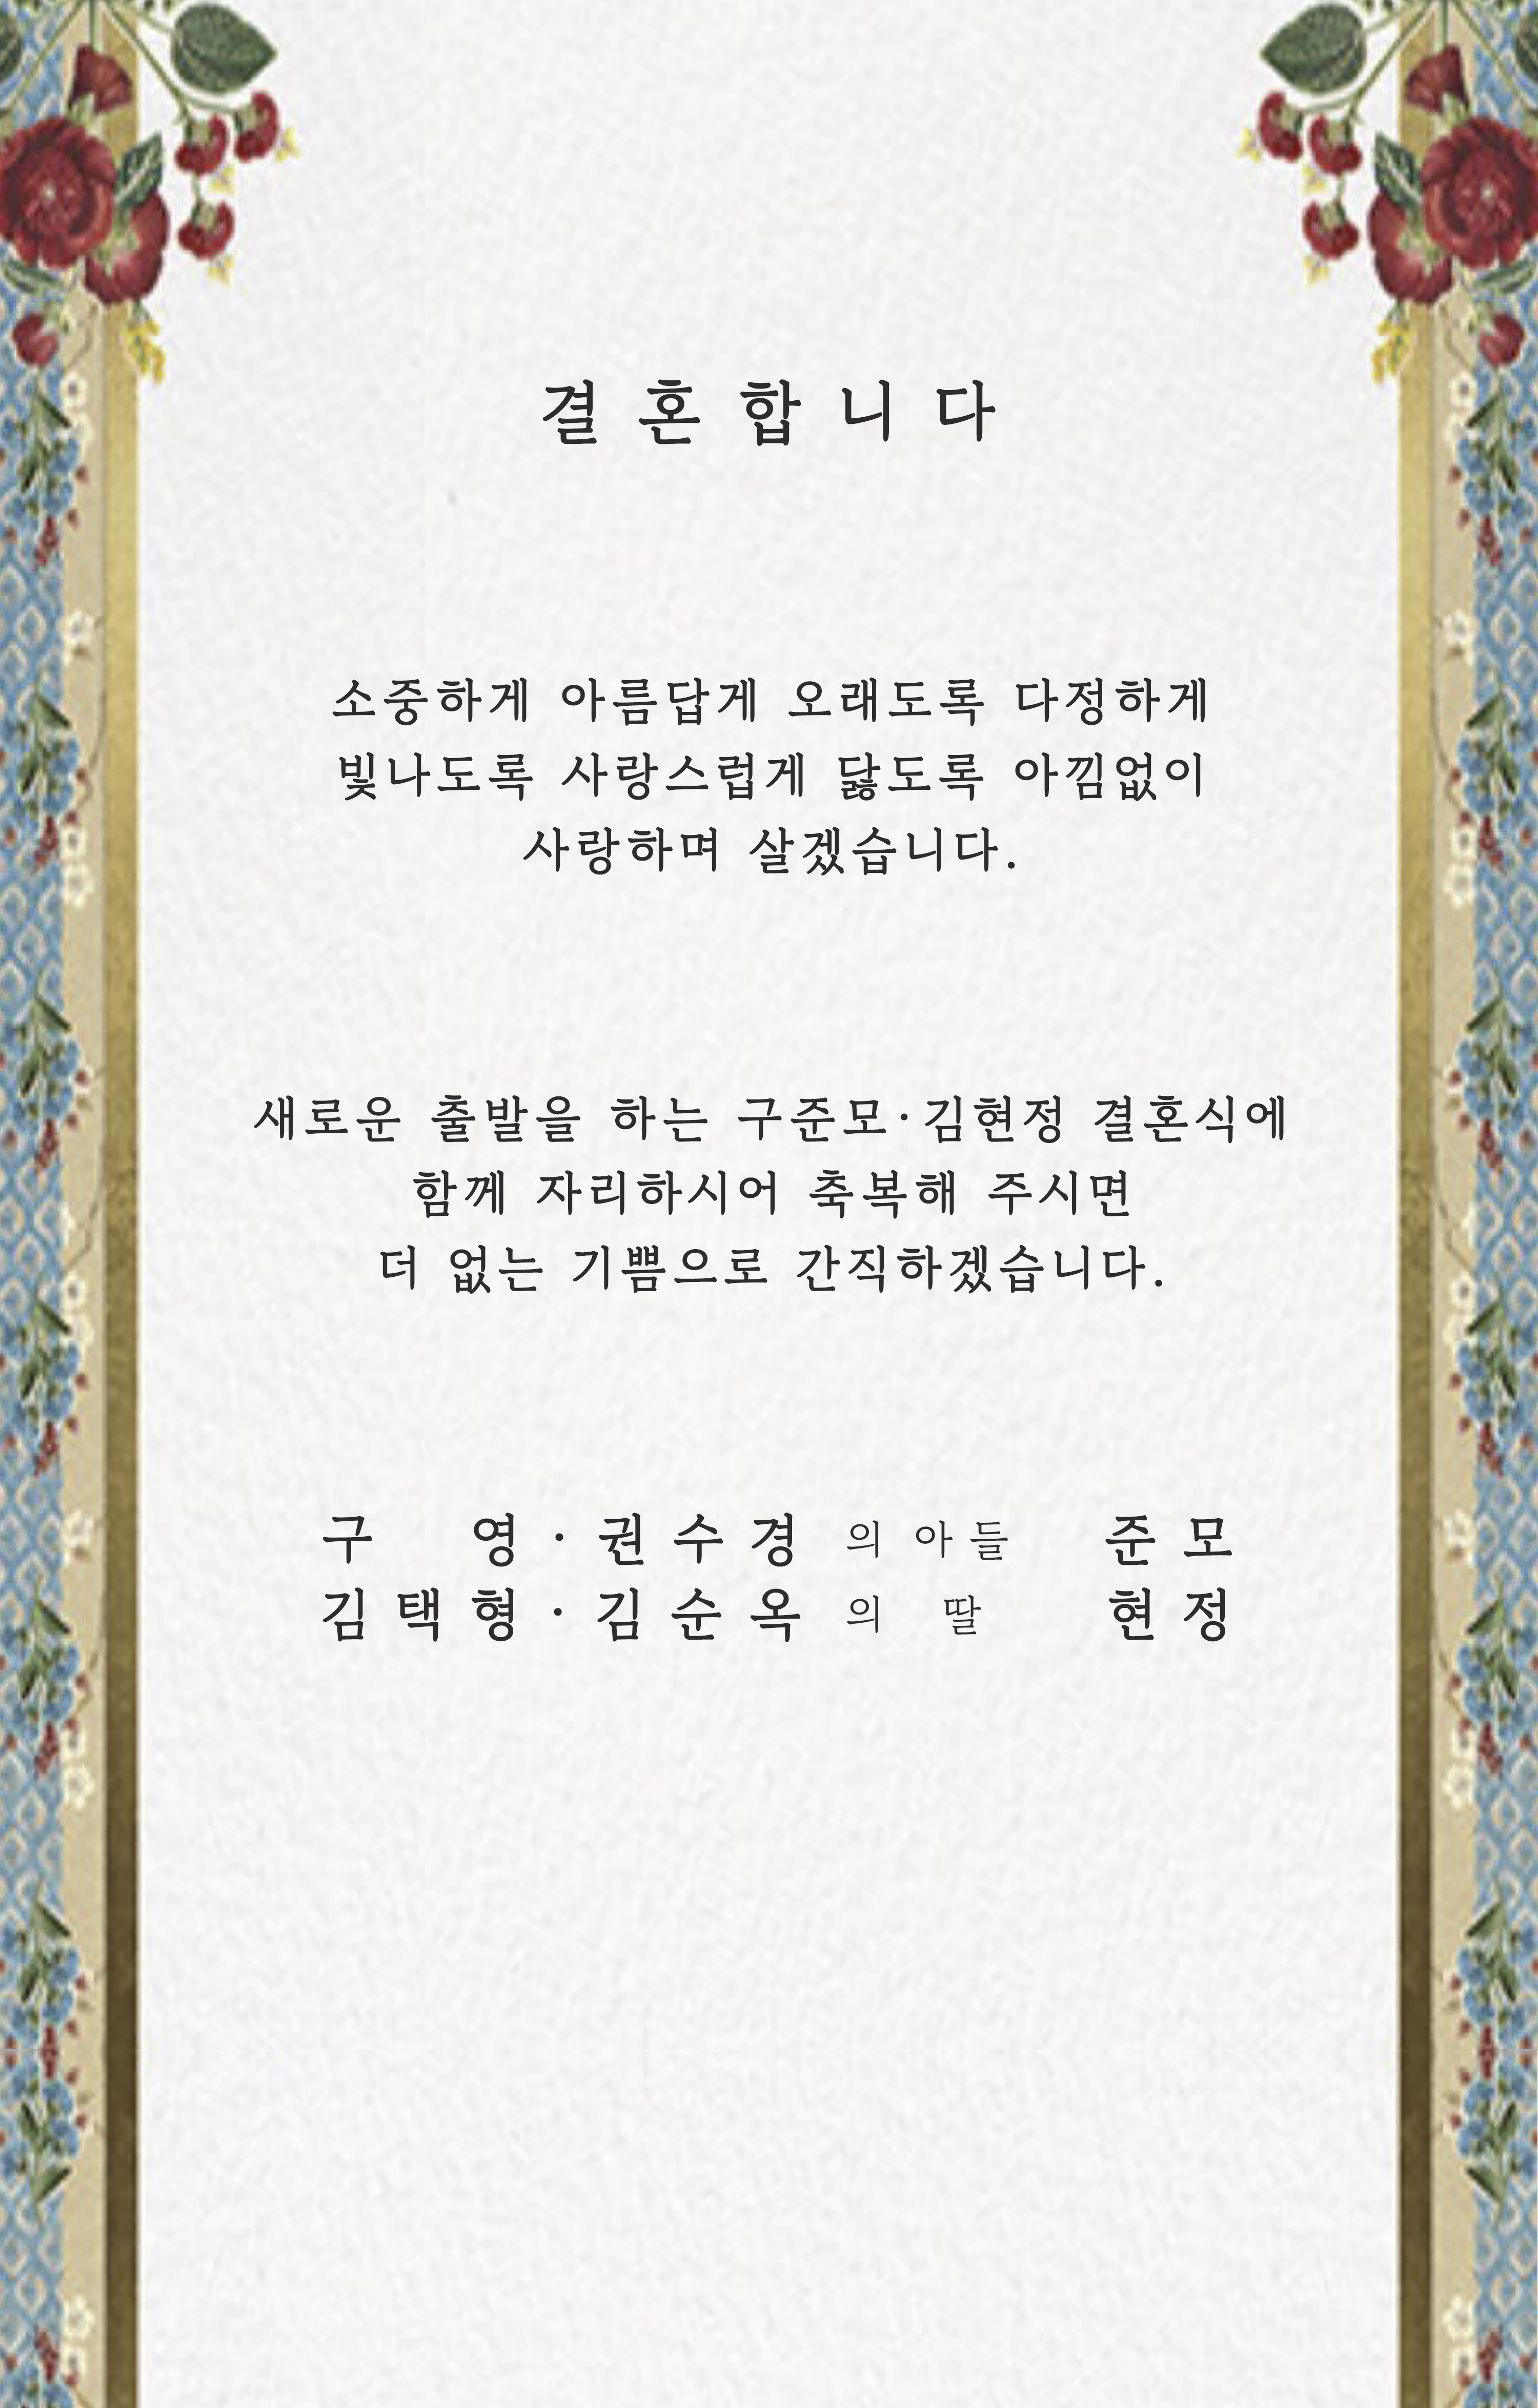 결혼합니다
소중하게 아름답게 오래도록 다정하게
빛나도록 사랑스럽게 닳도록 아낌없이
사랑하며 살겠습니다.
새로운 출발을 하는 구준모·김현정 결혼식에
함께 자리하시어 축복해 주시면
더 없는 기쁨으로 간직하겠습니다.
구 영 · 권수경 의 아들 준모
김택형 · 김순옥 의 딸 현정